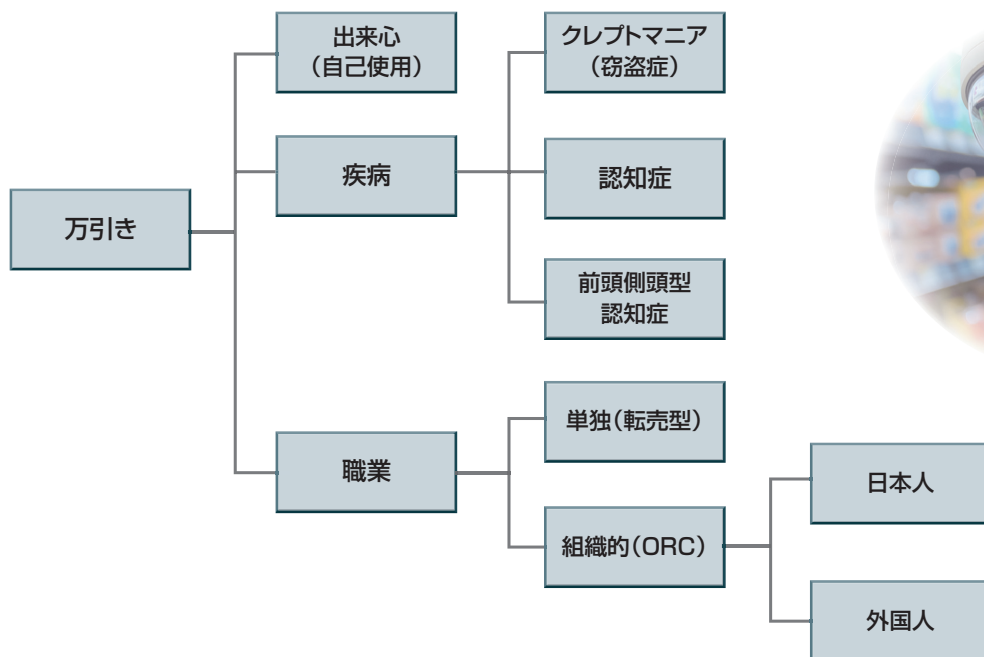 万引き
出来心
（自己使用）
疾病
職業
クレプトマニア
（窃盗症）
認知症
前頭側頭型
認知症
単独（転売型）
組織的（ORC）
日本人
外国人